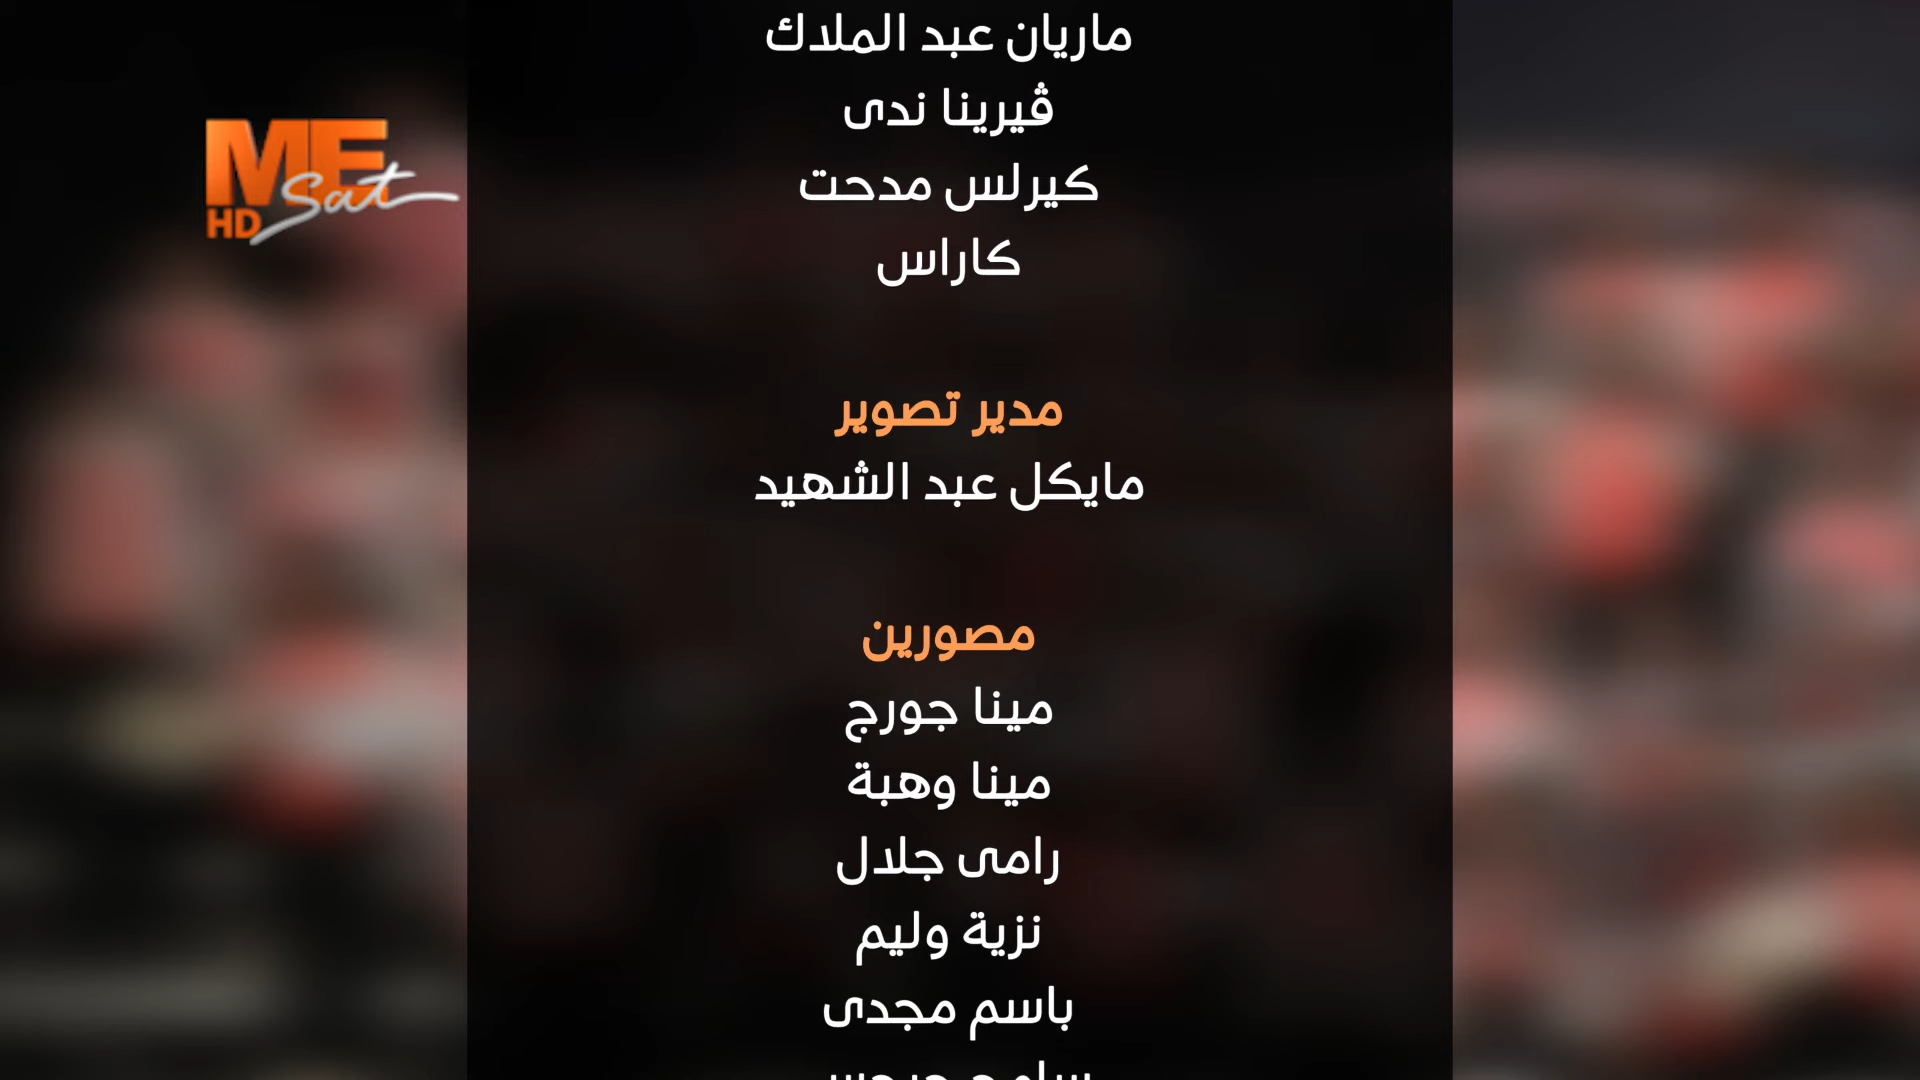 ماريان عبد الملاك
ڤيرينا ندى
كيرلس مدحت
كاراس
مدير تصوير
مايكل عبد الشهيد
مصورين
مينا جورج
مينا وهبة
رامى جلال
نزية وليم
باسم مجدى
ME
Sat
HD